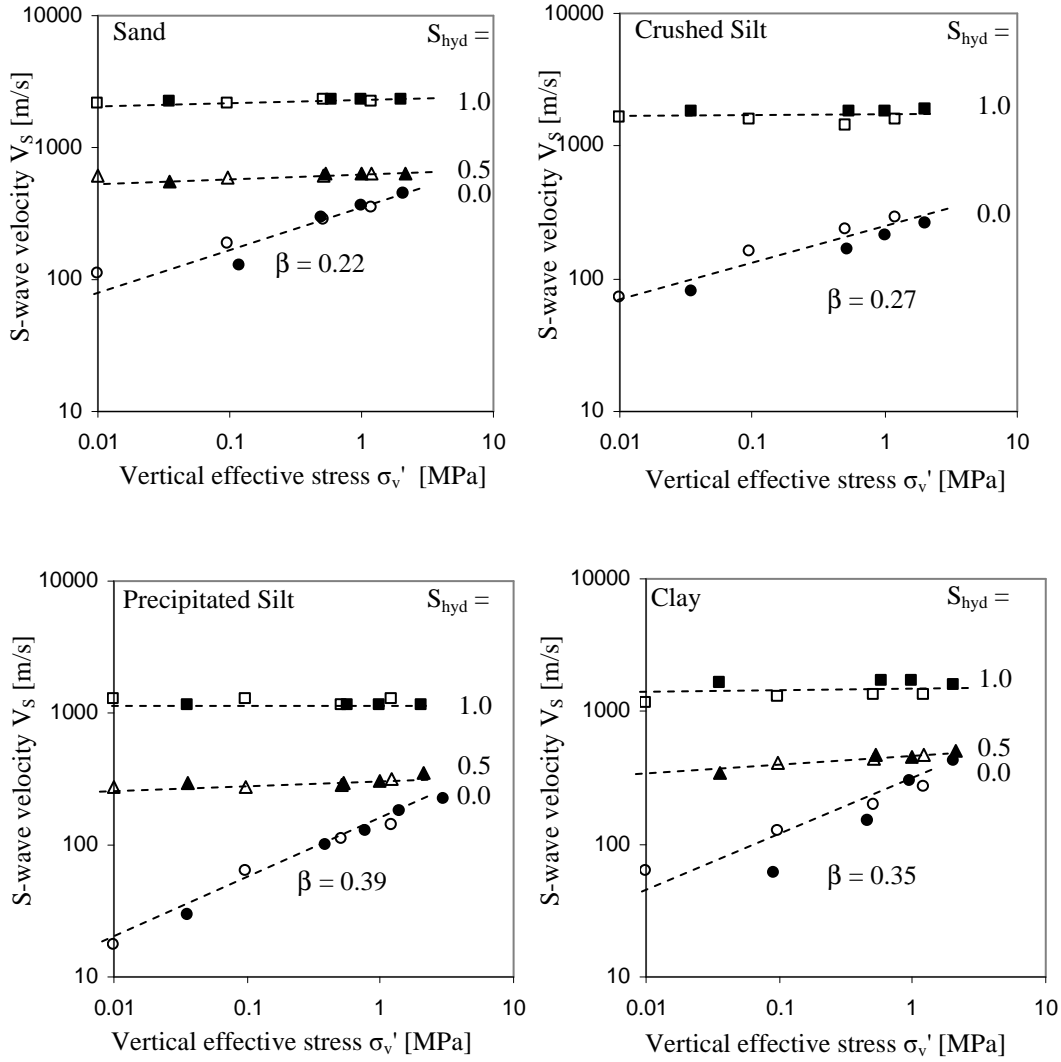 Sand
S_hyd =
10000
1000
100
10
1.0
0.5
0.0
β = 0.22
0.01
0.1
1
10
S-wave velocity V_S [m/s]
Vertical effective stress σ_v' [MPa]
Crushed Silt
S_hyd =
10000
1000
100
10
1.0
0.0
β = 0.27
0.01
0.1
1
10
S-wave velocity V_S [m/s]
Vertical effective stress σ_v' [MPa]
Precipitated Silt
S_hyd =
10000
1000
100
10
1.0
0.5
0.0
β = 0.39
0.01
0.1
1
10
S-wave velocity V_S [m/s]
Vertical effective stress σ_v' [MPa]
Clay
S_hyd =
10000
1000
100
10
1.0
0.5
0.0
β = 0.35
0.01
0.1
1
10
S-wave velocity V_S [m/s]
Vertical effective stress σ_v' [MPa]